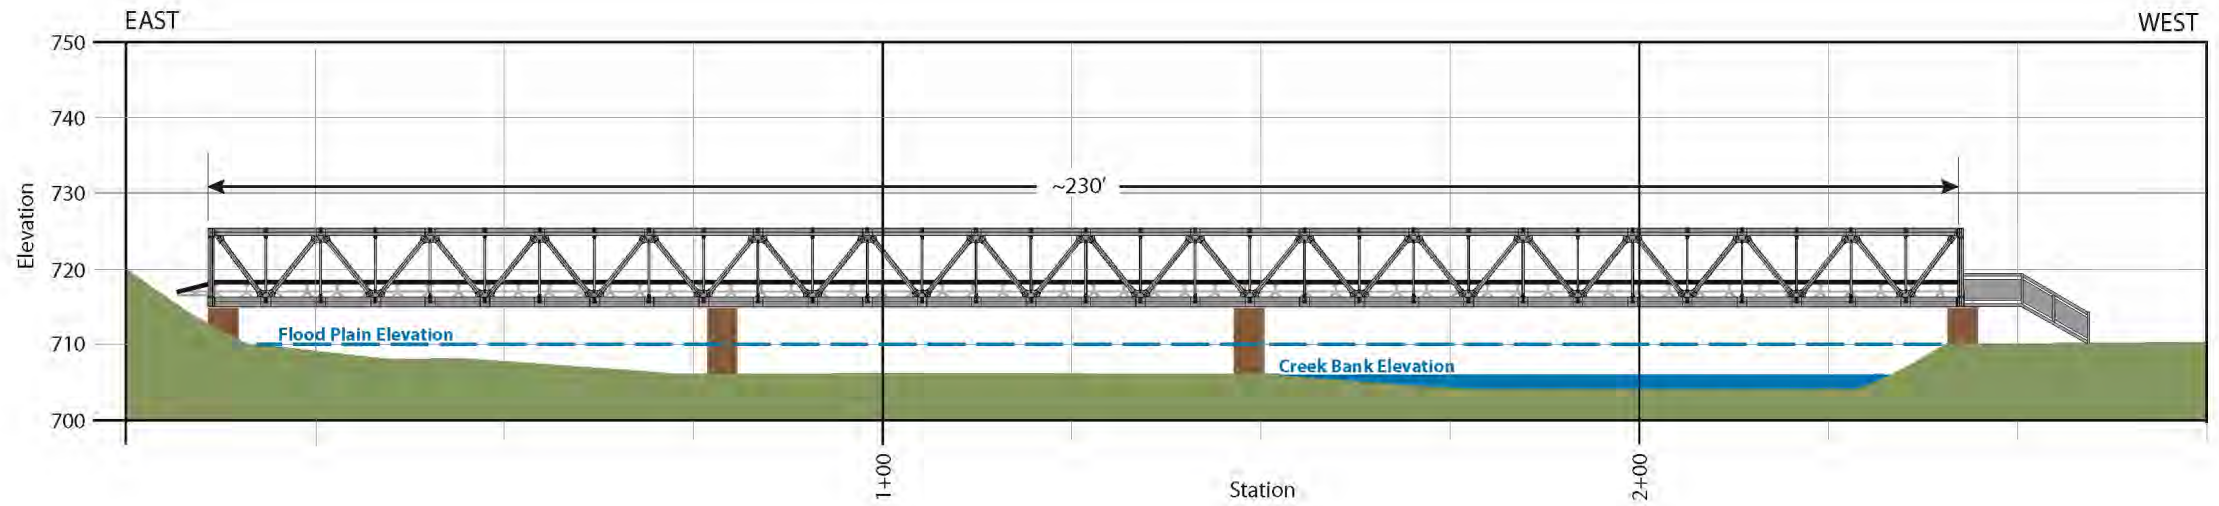 EAST
WEST
750
740
730
720
710
700
Elevation
~230′
Flood Plain Elevation
Creek Bank Elevation
1+00
2+00
Station